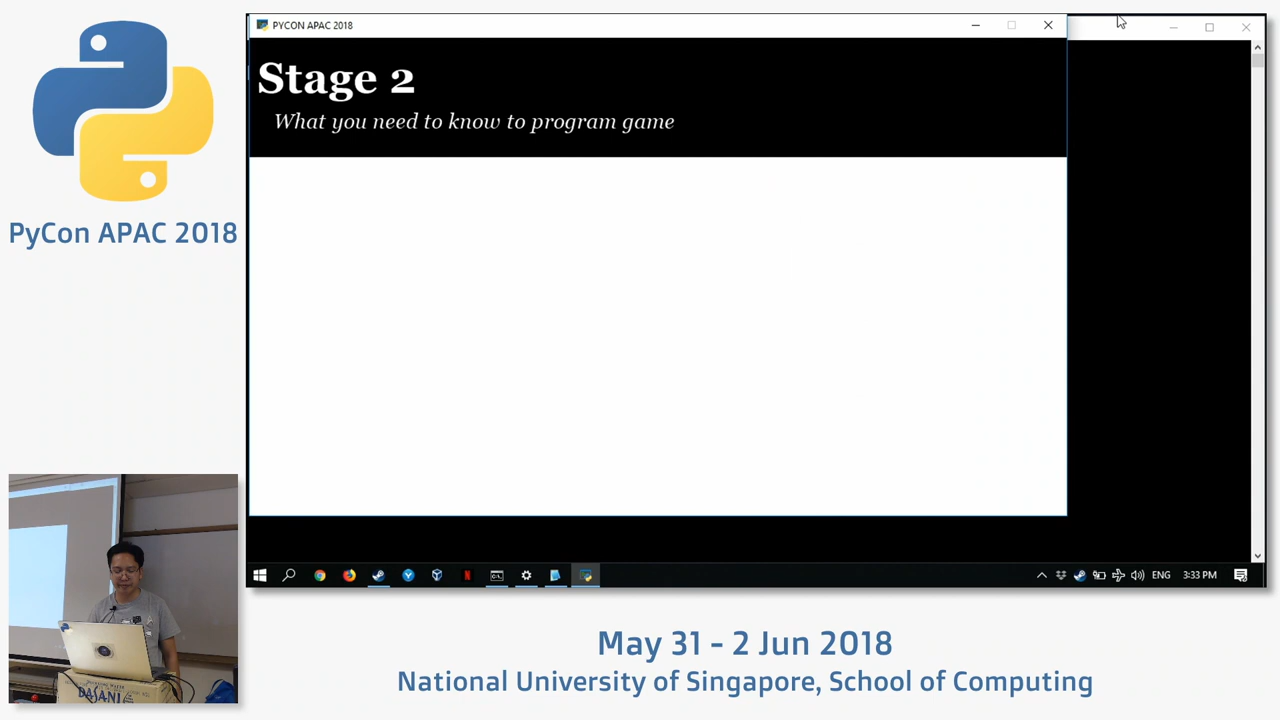 PyCon APAC 2018
PYCON APAC 2018
Stage 2
What you need to know to program game
ENG
3:33 PM
DASANI
May 31 - 2 Jun 2018
National University of Singapore, School of Computing